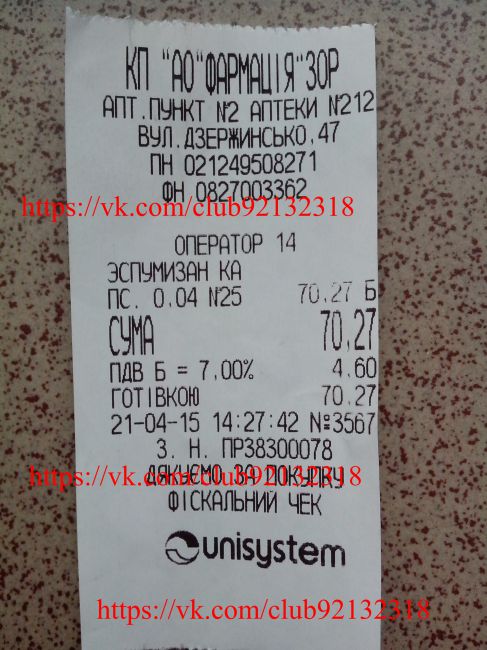 КП "АО"ФАРМАЦІЯ"ЗОР
АПТ.ПУНКТ №2 АПТЕКИ №212
ВУЛ.ДЗЕРЖИНСЬКО,47
ПН 021249508271
ФН 0827003362
https://vk.com/club92132318
ОПЕРАТОР 14
ЭСПУМИЗАН КА
ПС. 0.04 №25 70.27 Б
СУМА 70,27
ПДВ Б = 7,00% 4.60
ГОТІВКОЮ 70.27
21-04-15 14:27:42 №3567
З. Н. ПР38300078
https://vk.com/club92132318
ДЯКУЄМО ЗА ПОКУПКУ
ФІСКАЛЬНИЙ ЧЕК
unisystem
https://vk.com/club92132318